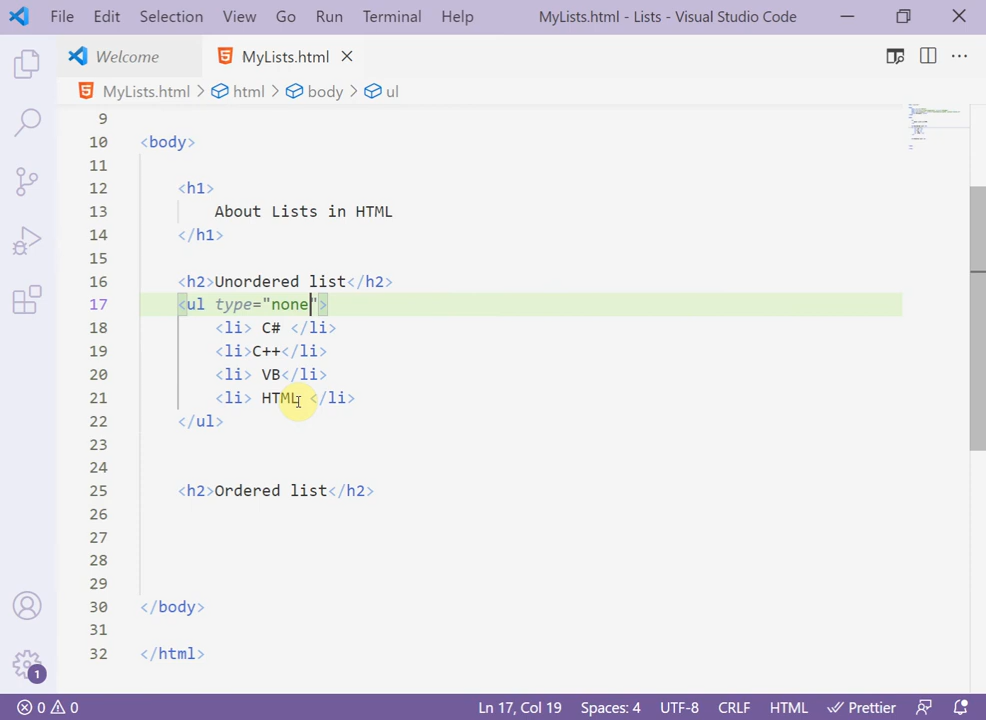 File Edit Selection View Go Run Terminal Help MyLists.html - Lists - Visual Studio Code
Welcome MyLists.html
MyLists.html > html > body > ul
9
10 <body>
11
12 <h1>
13 About Lists in HTML
14 </h1>
15
16 <h2>Unordered list</h2>
17 <ul type="none">
18 <li> C# </li>
19 <li>C++</li>
20 <li> VB</li>
21 <li> HTML </li>
22 </ul>
23
24
25 <h2>Ordered list</h2>
26
27
28
29
30 </body>
31
32 </html>
1
0 0 Ln 17, Col 19 Spaces: 4 UTF-8 CRLF HTML Prettier